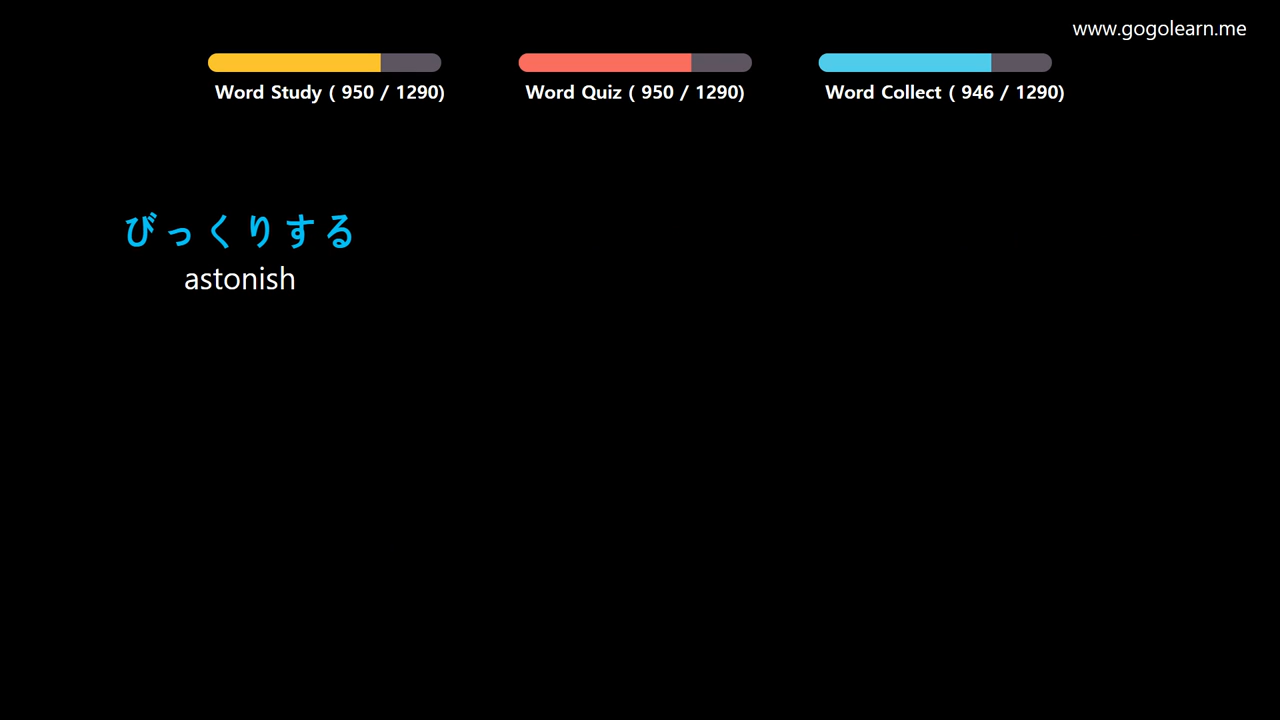 www.gogolearn.me
Word Study ( 950 / 1290)
Word Quiz ( 950 / 1290)
Word Collect ( 946 / 1290)
びっくりする
astonish